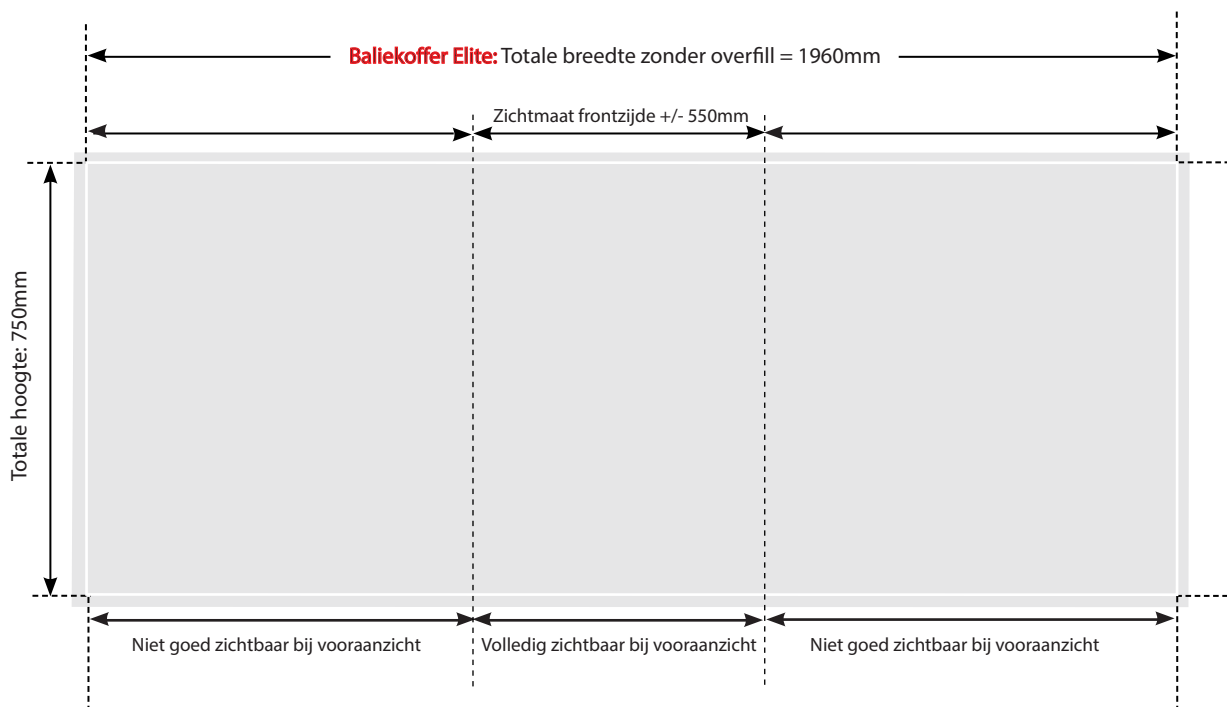 Baliekoffer Elite: Totale breedte zonder overfill = 1960mm
Zichtmaat frontzijde +/- 550mm
Totale hoogte: 750mm
Niet goed zichtbaar bij vooraanzicht
Volledig zichtbaar bij vooraanzicht
Niet goed zichtbaar bij vooraanzicht